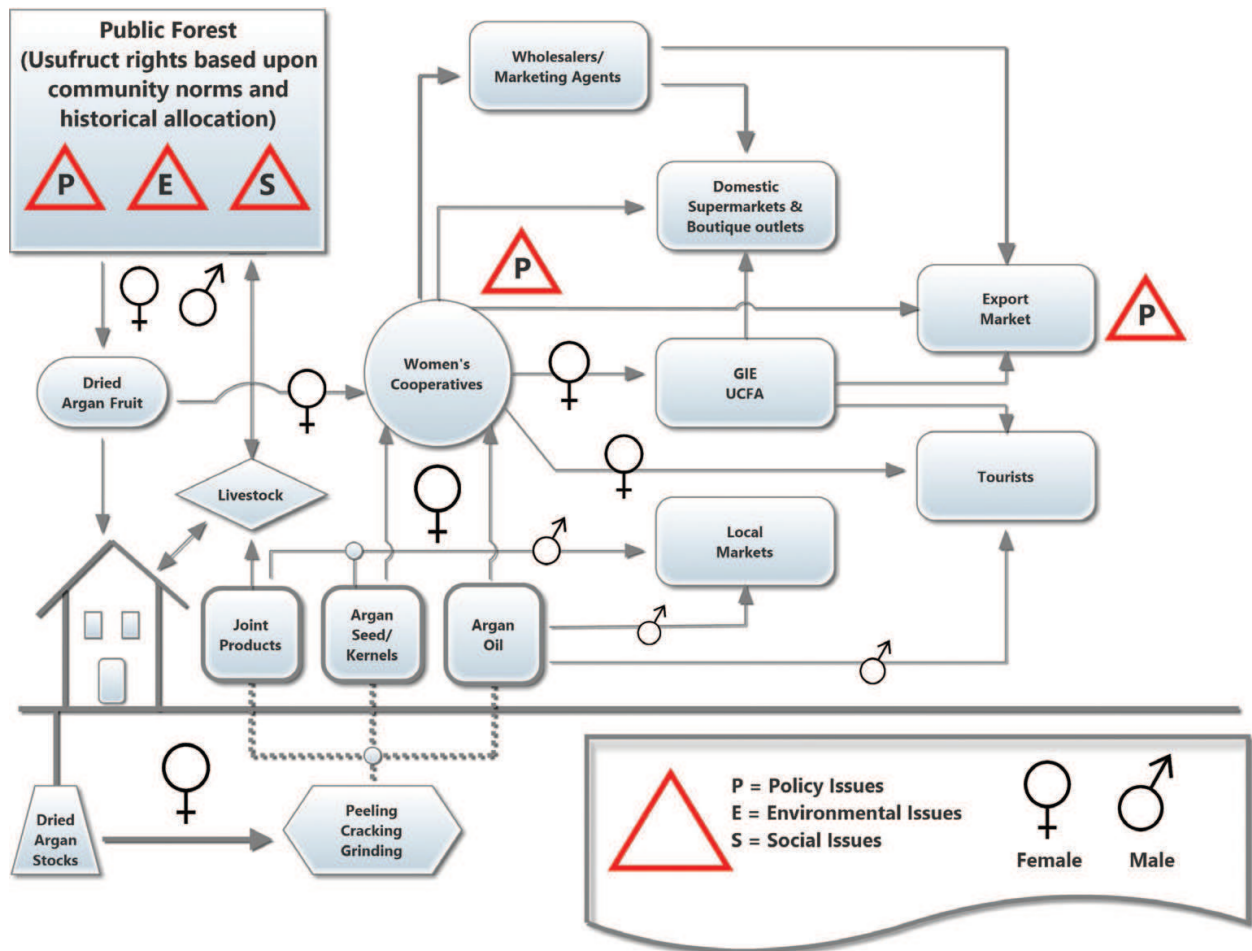 Public Forest
(Usufruct rights based upon
community norms and
historical allocation)
P
E
S
Wholesalers/
Marketing Agents
Domestic
Supermarkets &
Boutique outlets
P
Export
Market
P
Dried
Argan Fruit
Women's
Cooperatives
GIE
UCFA
Livestock
Tourists
Local
Markets
Joint
Products
Argan
Seed/
Kernels
Argan
Oil
Dried
Argan
Stocks
Peeling
Cracking
Grinding
P = Policy Issues
E = Environmental Issues
S = Social Issues
Female
Male